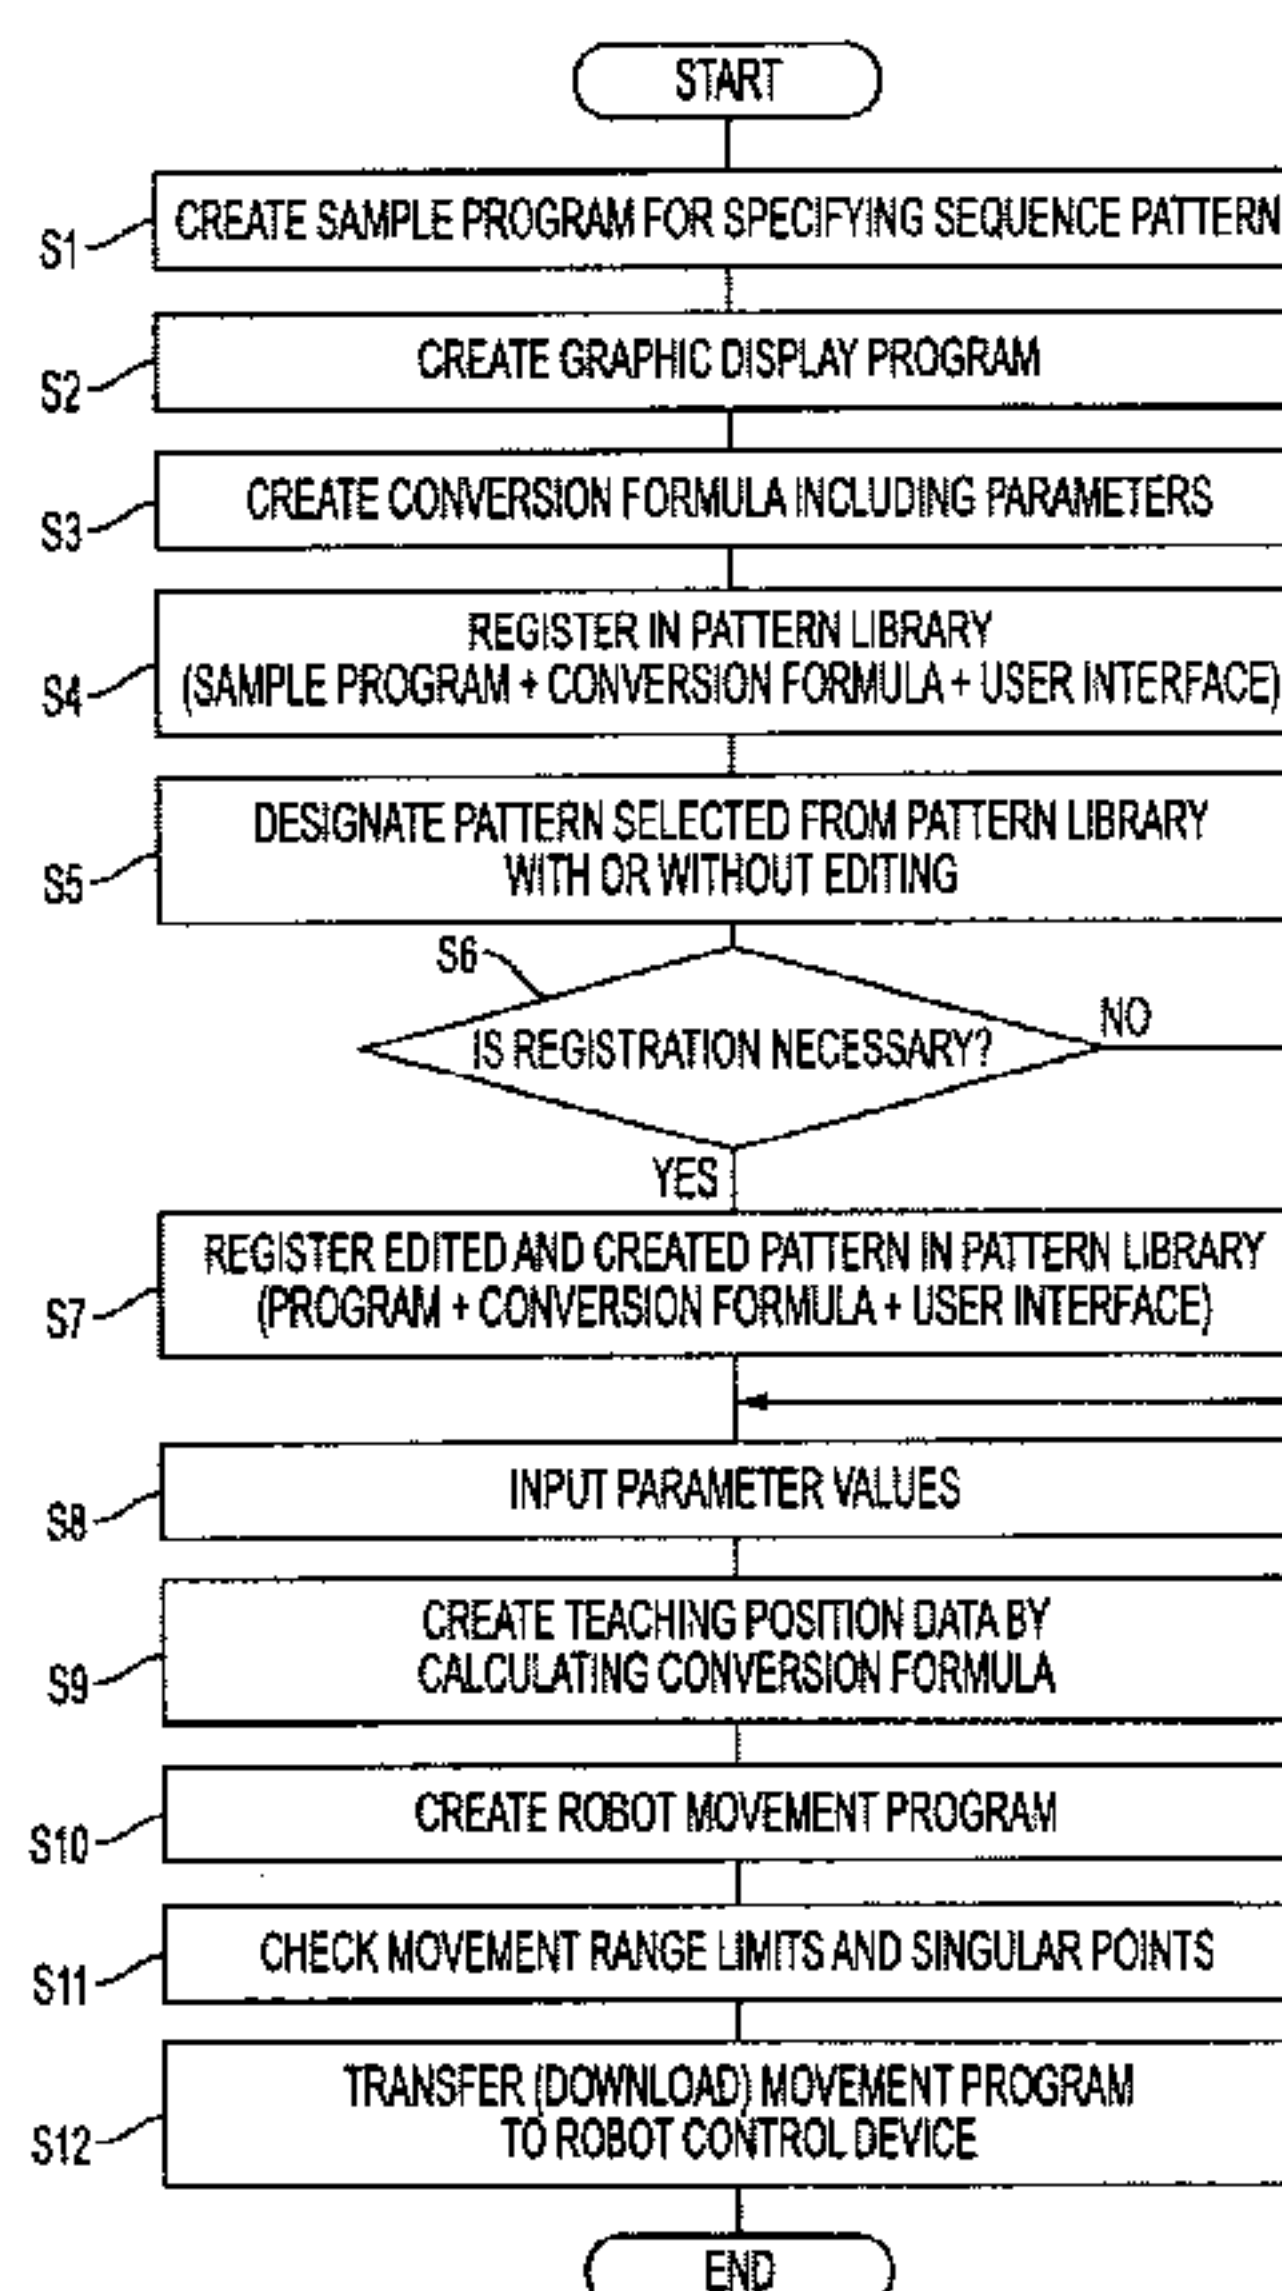 START
S1
CREATE SAMPLE PROGRAM FOR SPECIFYING SEQUENCE PATTERN
S2
CREATE GRAPHIC DISPLAY PROGRAM
S3
CREATE CONVERSION FORMULA INCLUDING PARAMETERS
S4
REGISTER IN PATTERN LIBRARY
(SAMPLE PROGRAM + CONVERSION FORMULA + USER INTERFACE)
S5
DESIGNATE PATTERN SELECTED FROM PATTERN LIBRARY
WITH OR WITHOUT EDITING
S6
IS REGISTRATION NECESSARY?
NO
YES
S7
REGISTER EDITED AND CREATED PATTERN IN PATTERN LIBRARY
(PROGRAM + CONVERSION FORMULA + USER INTERFACE)
S8
INPUT PARAMETER VALUES
S9
CREATE TEACHING POSITION DATA BY
CALCULATING CONVERSION FORMULA
S10
CREATE ROBOT MOVEMENT PROGRAM
S11
CHECK MOVEMENT RANGE LIMITS AND SINGULAR POINTS
S12
TRANSFER (DOWNLOAD) MOVEMENT PROGRAM
TO ROBOT CONTROL DEVICE
END